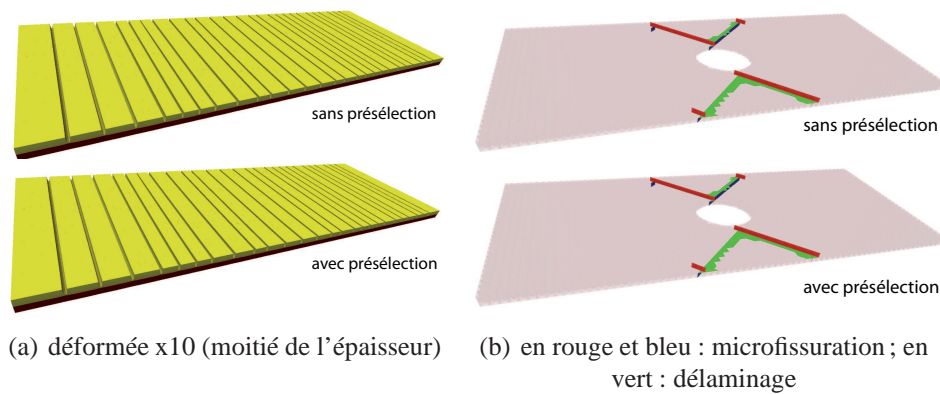 sans présélection
sans présélection
avec présélection
avec présélection
(a) déformée x10 (moitié de l'épaisseur)
(b) en rouge et bleu : microfissuration ; en
vert : délaminage